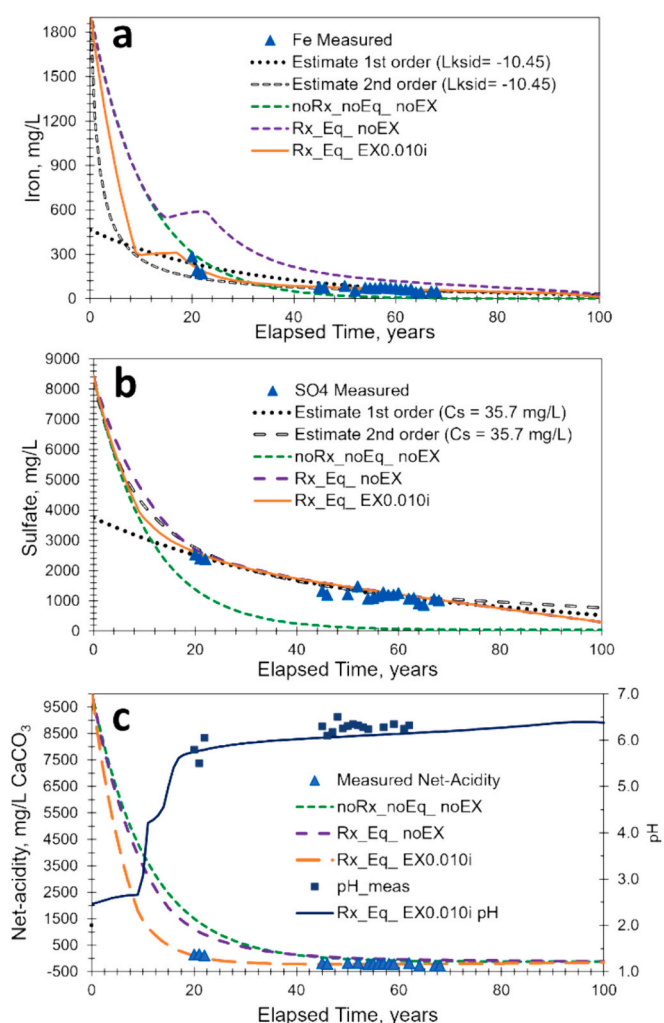 a
Fe Measured
Estimate 1st order (Lksid= -10.45)
Estimate 2nd order (Lksid= -10.45)
noRx_noEq_ noEX
Rx_Eq_ noEX
Rx_Eq_ EX0.010i
Iron, mg/L
1800
1500
1200
900
600
300
0
0 20 40 60 80 100
Elapsed Time, years
b
SO4 Measured
Estimate 1st order (Cs = 35.7 mg/L)
Estimate 2nd order (Cs = 35.7 mg/L)
noRx_noEq_ noEX
Rx_Eq_ noEX
Rx_Eq_ EX0.010i
Sulfate, mg/L
9000
8000
7000
6000
5000
4000
3000
2000
1000
0
0 20 40 60 80 100
Elapsed Time, years
c
Measured Net-Acidity
noRx_noEq_ noEX
Rx_Eq_ noEX
Rx_Eq_ EX0.010i
pH_meas
Rx_Eq_ EX0.010i pH
Net-acidity, mg/L CaCO3
9500
8500
7500
6500
5500
4500
3500
2500
1500
500
-500
7.0
6.0
5.0
4.0
3.0
2.0
1.0
pH
0 20 40 60 80 100
Elapsed Time, years